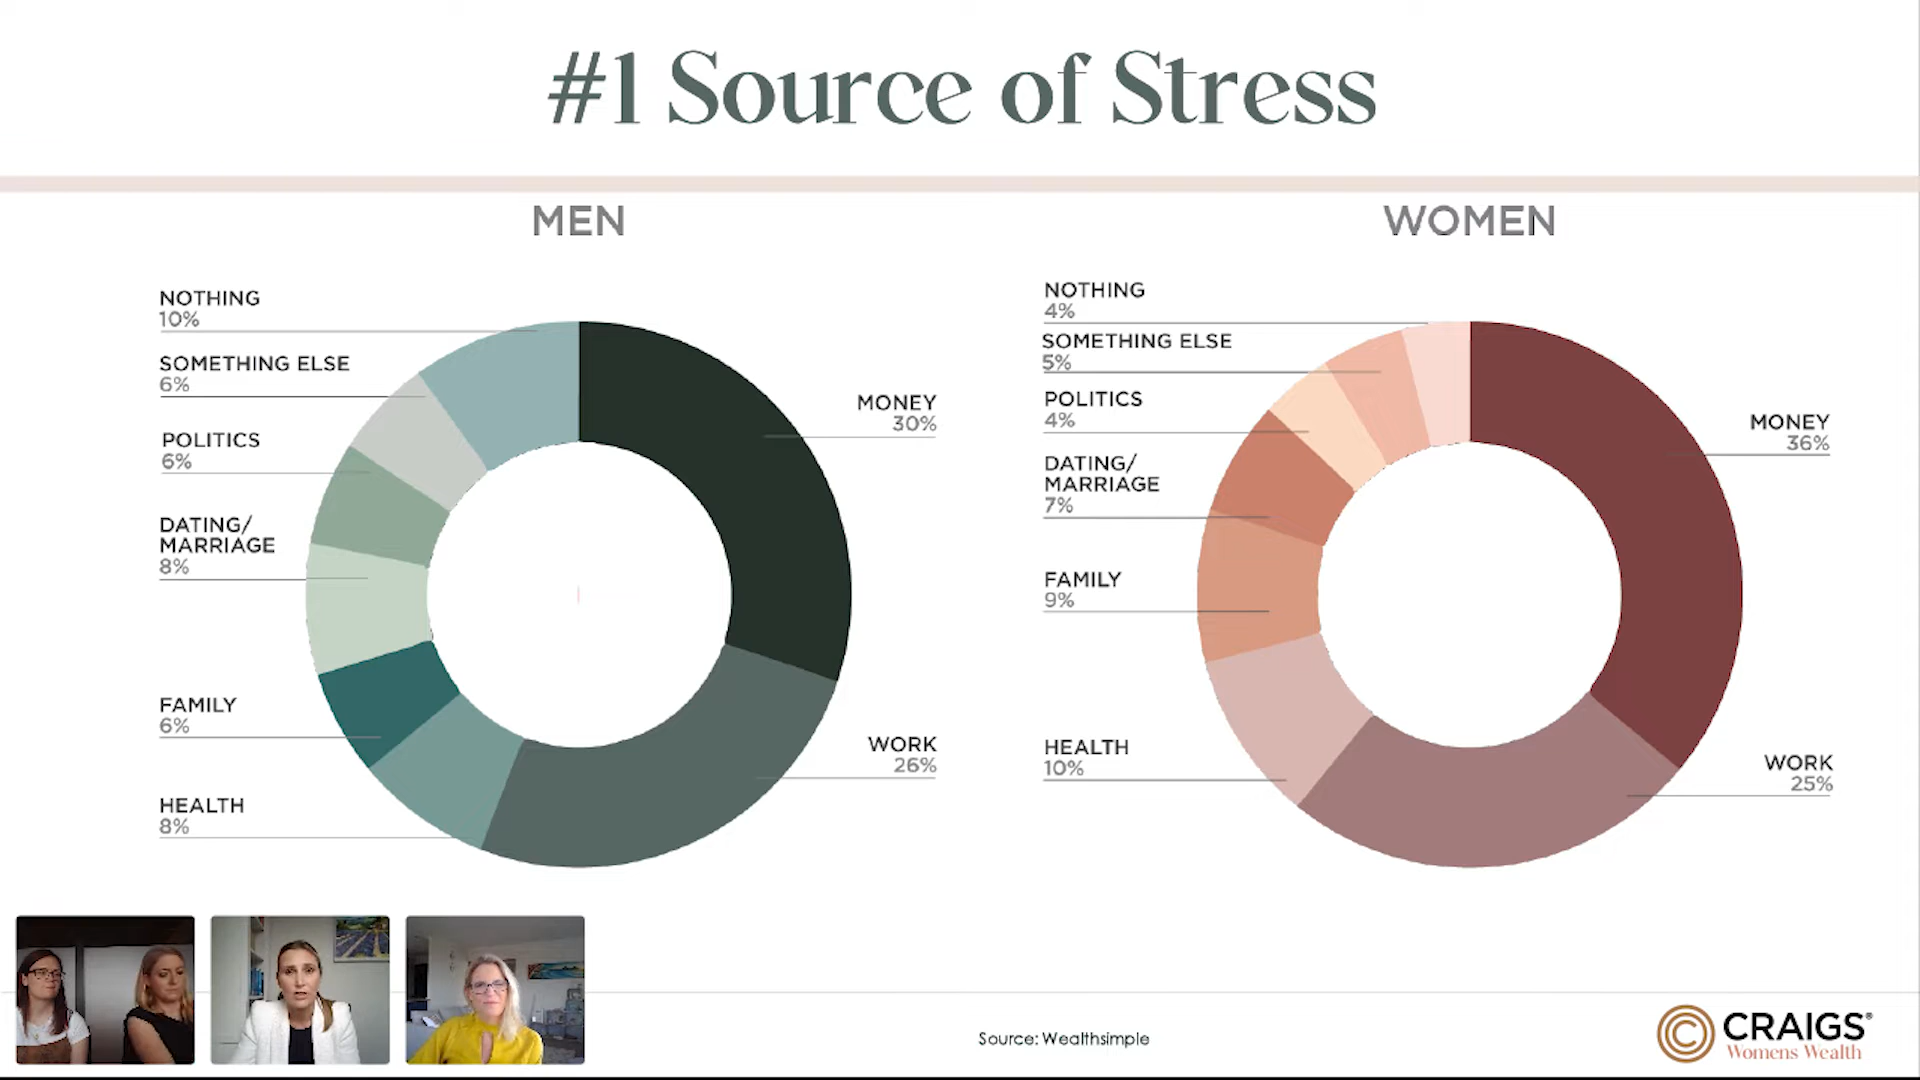 #1 Source of Stress
MEN
NOTHING
10%
SOMETHING ELSE
6%
POLITICS
6%
DATING/
MARRIAGE
8%
FAMILY
6%
HEALTH
8%
MONEY
30%
WORK
26%
WOMEN
NOTHING
4%
SOMETHING ELSE
5%
POLITICS
4%
DATING/
MARRIAGE
7%
FAMILY
9%
HEALTH
10%
MONEY
36%
WORK
25%
Source: Wealthsimple
CRAIGS®
Womens Wealth